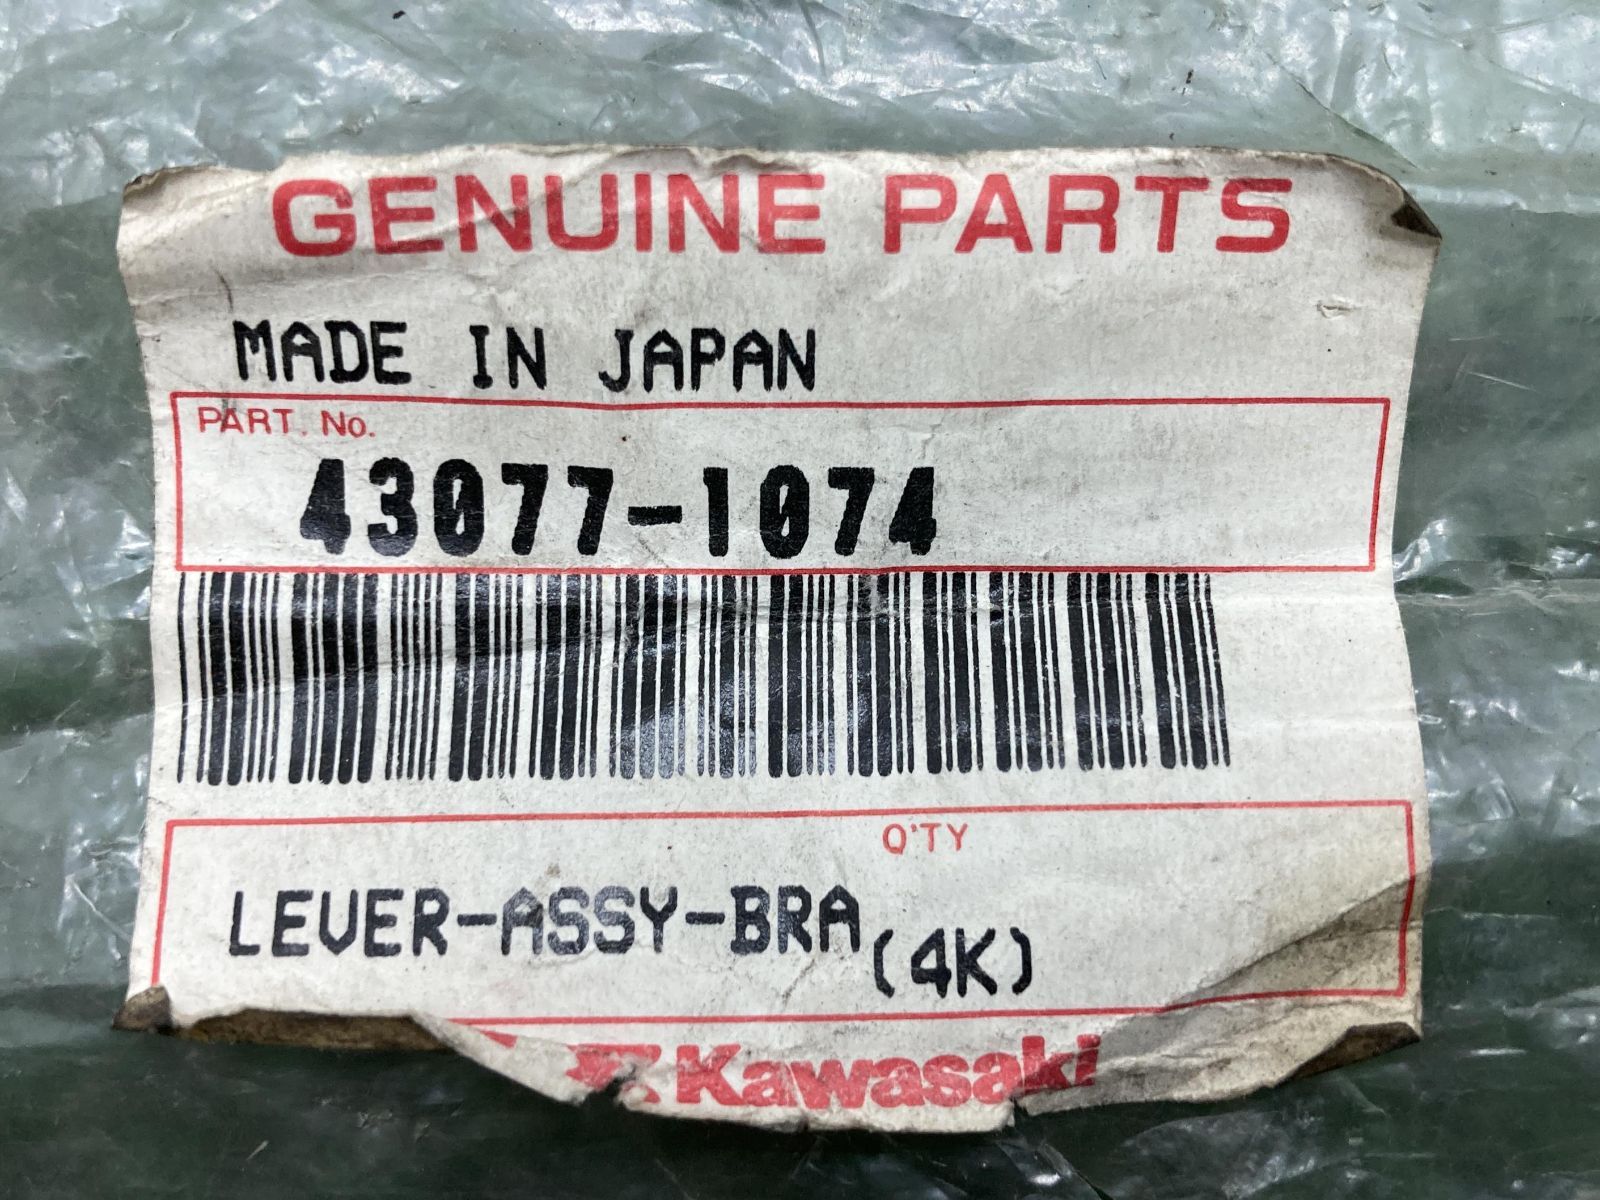 GENUINE PARTS
MADE IN JAPAN
PART. No.
43077-1074
Q'TY
LEVER-ASSY-BRA(4K)
Kawasaki